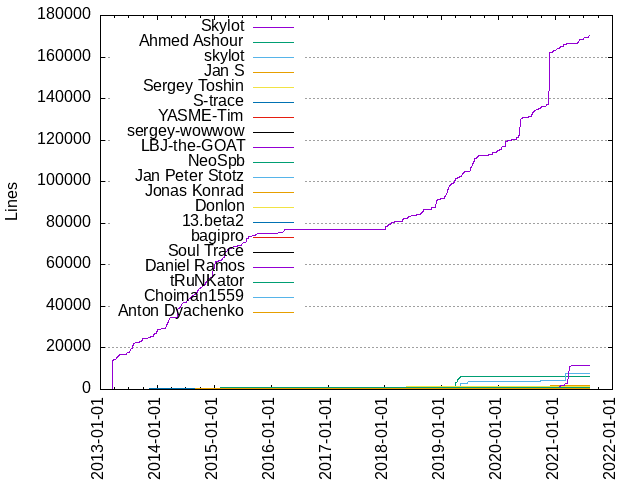 180000
160000
140000
120000
100000
80000
60000
40000
20000
0
Lines
Skylot
Ahmed Ashour
skylot
Jan S
Sergey Toshin
S-trace
YASME-Tim
sergey-wowwow
LBJ-the-GOAT
NeoSpb
Jan Peter Stotz
Jonas Konrad
Donlon
13.beta2
bagipro
Soul Trace
Daniel Ramos
tRuNKator
Choiman1559
Anton Dyachenko
2013-01-01
2014-01-01
2015-01-01
2016-01-01
2017-01-01
2018-01-01
2019-01-01
2020-01-01
2021-01-01
2022-01-01